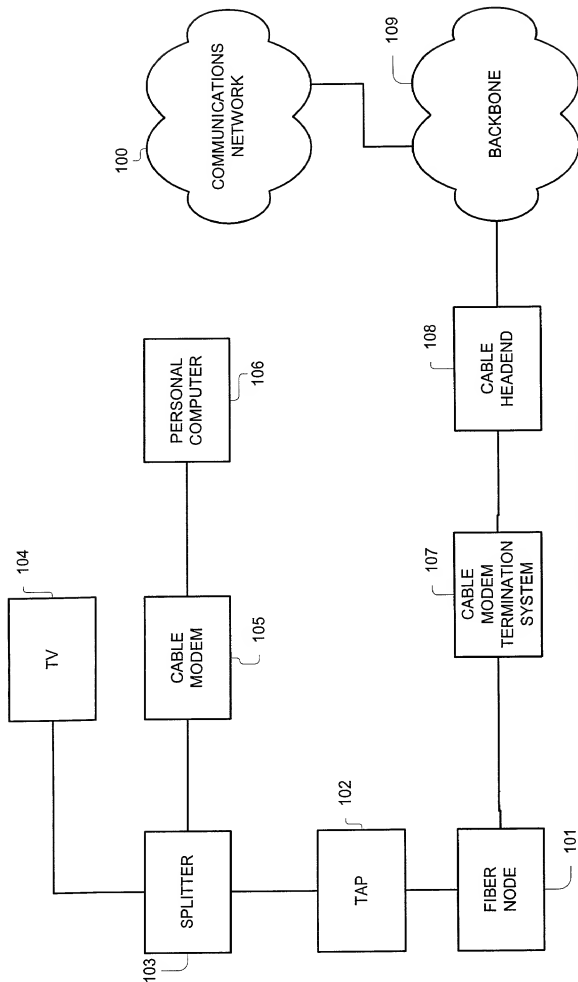 104
TV
SPLITTER
103
CABLE
MODEM
105
PERSONAL
COMPUTER
106
100
COMMUNICATIONS
NETWORK
102
TAP
FIBER
NODE
101
107
CABLE
MODEM
TERMINATION
SYSTEM
108
CABLE
HEADEND
109
BACKBONE